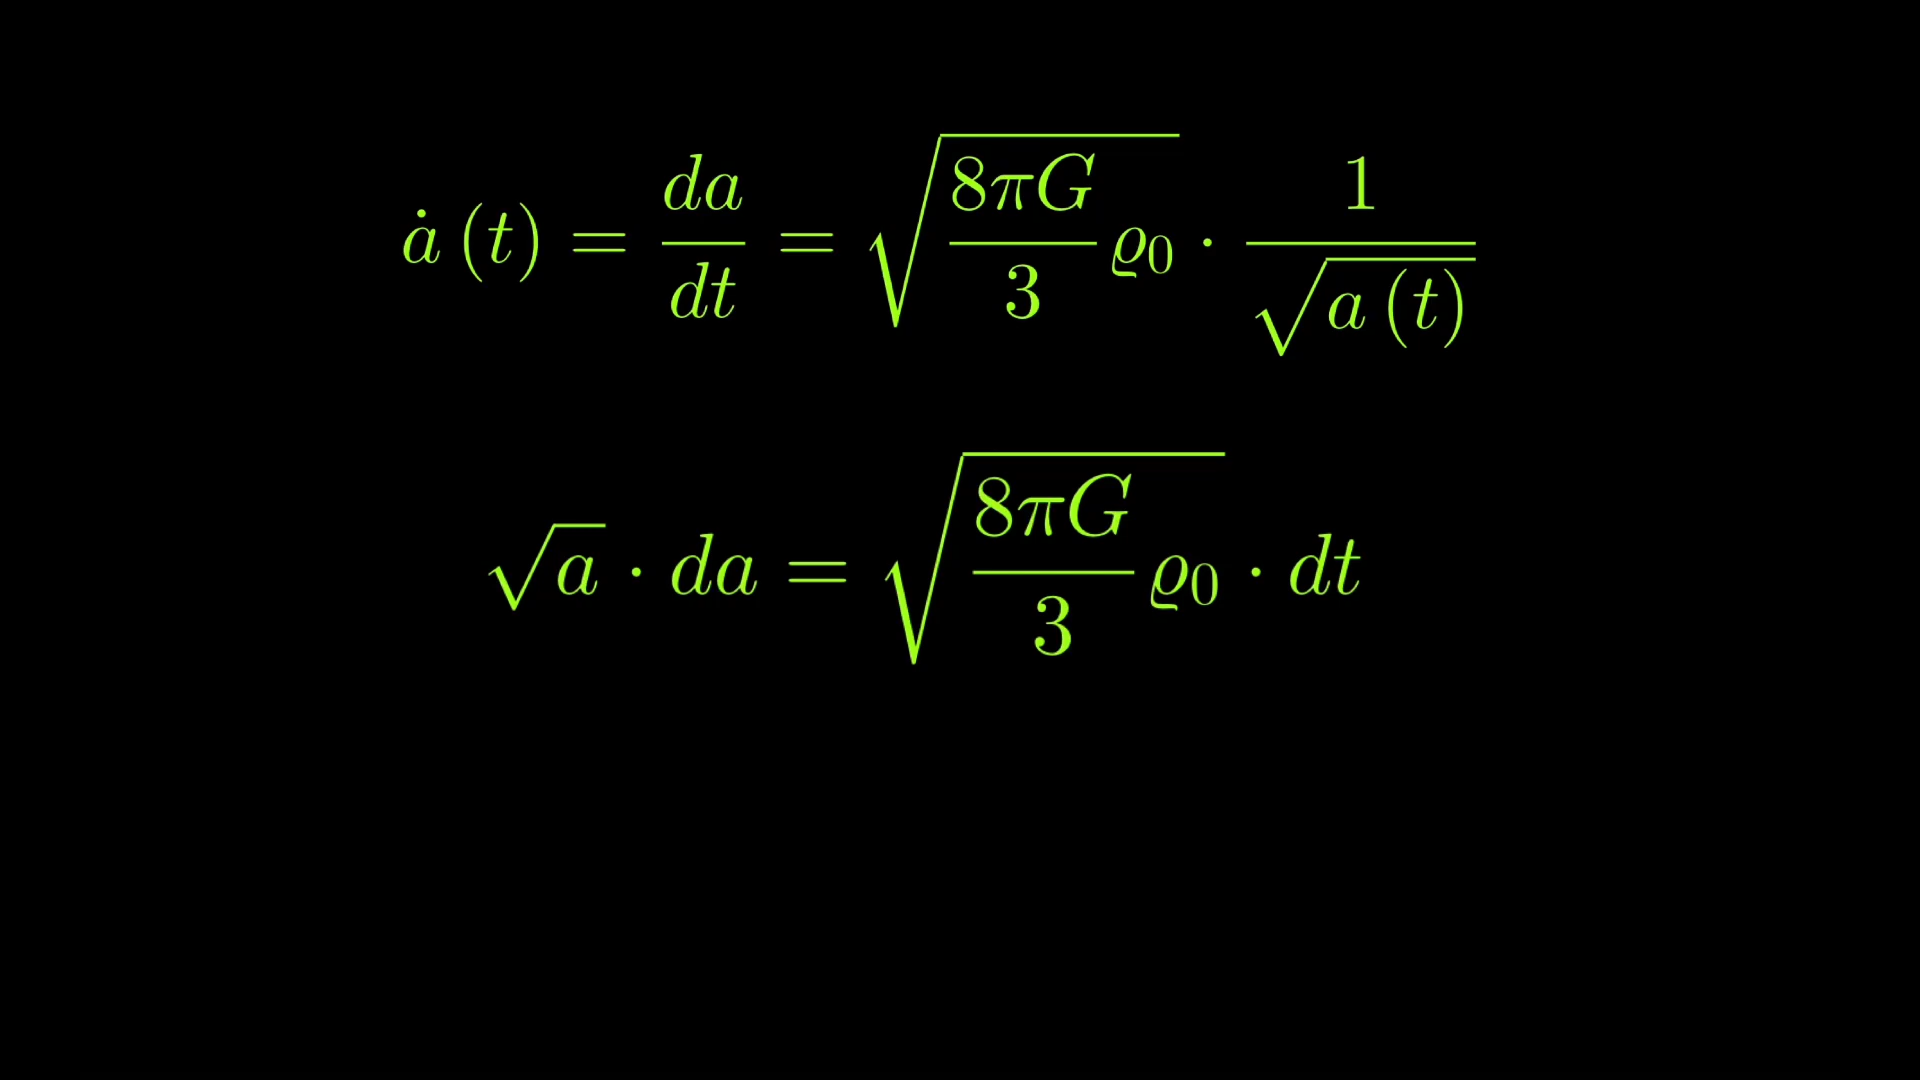 ȧ (t) = da/dt = √(8πG/3 ϱ₀) · 1/√(a (t))
√a · da = √(8πG/3 ϱ₀) · dt